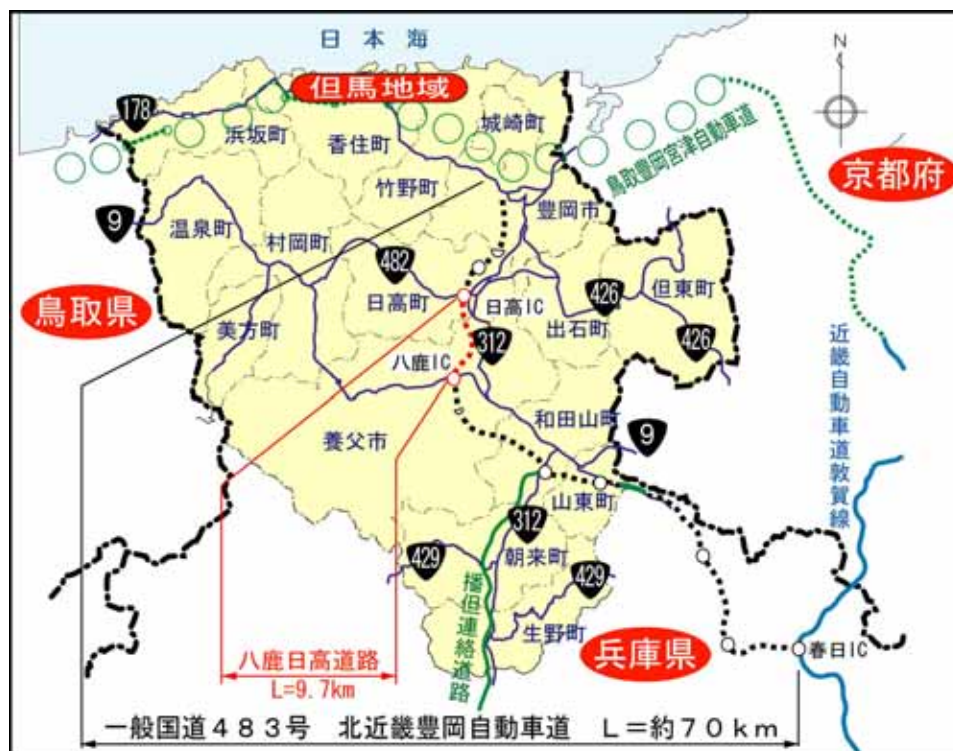 日本海
N
但馬地域
178
浜坂町
香住町
城崎町
鳥取豊岡宮津自動車道
京都府
竹野町
豊岡市
9
温泉町
村岡町
482
日高町
日高IC
426
但東町
鳥取県
美方町
312
出石町
426
八鹿IC
近畿自動車道敦賀線
養父市
和田山町
9
山東町
312
429
朝来町
429
播但連絡道路
生野町
兵庫県
春日IC
八鹿日高道路
L=9.7km
一般国道483号 北近畿豊岡自動車道 L=約70km